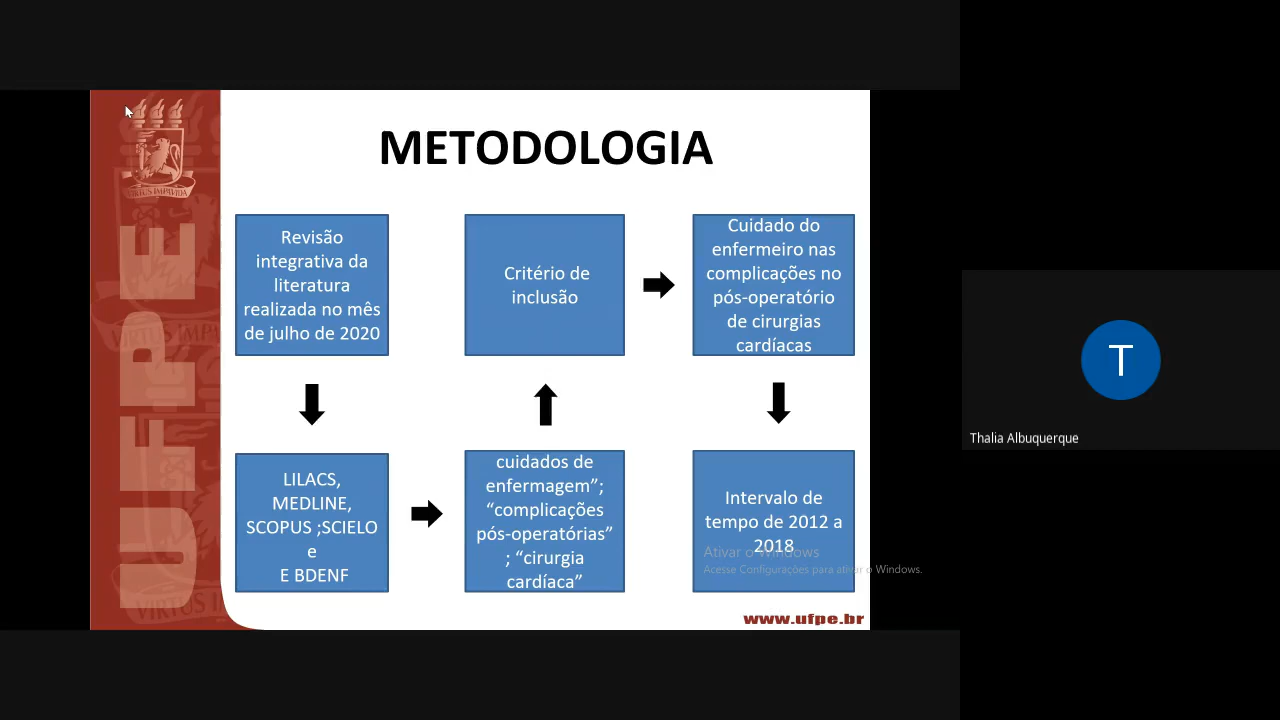 METODOLOGIA
Revisão
integrativa da
literatura
realizada no mês
de julho de 2020
LILACS,
MEDLINE,
SCOPUS ;SCIELO
e
E BDENF
cuidados de
enfermagem”;
“complicações
pós-operatórias”
; “cirurgia
cardíaca”
Critério de
inclusão
Cuidado do
enfermeiro nas
complicações no
pós-operatório
de cirurgias
cardíacas
Intervalo de
tempo de 2012 a
2018
Ativar o Windows
Acesse Configurações para ativar o Windows.
www.ufpe.br
UFPE
VIRTUS IMPAVIDA
T
Thalia Albuquerque